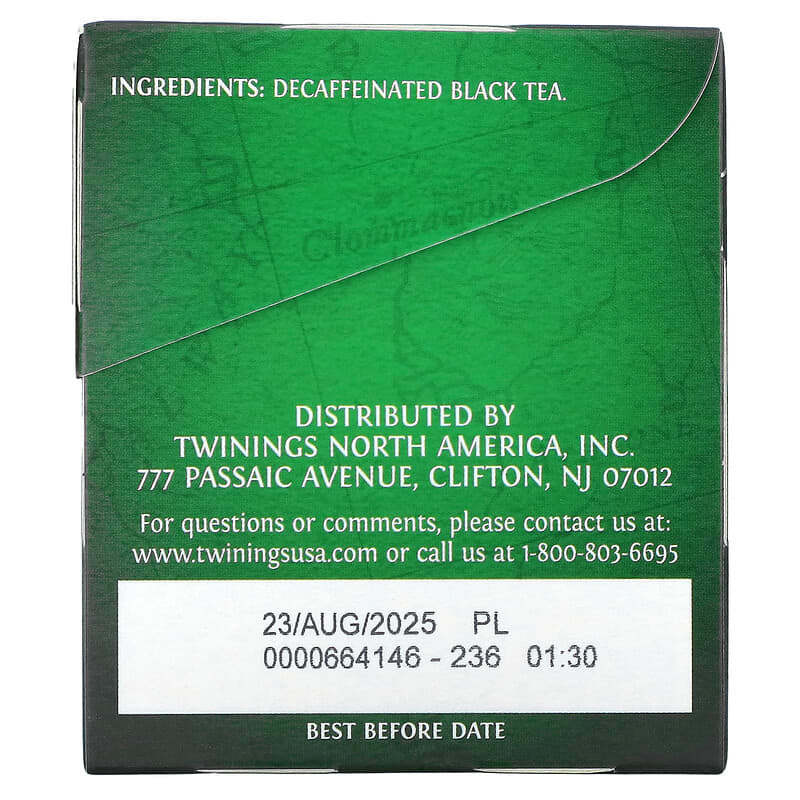 INGREDIENTS: DECAFFEINATED BLACK TEA.
Clommacnois
DISTRIBUTED BY
TWININGS NORTH AMERICA, INC.
777 PASSAIC AVENUE, CLIFTON, NJ 07012
For questions or comments, please contact us at:
www.twiningsusa.com or call us at 1-800-803-6695
23/AUG/2025 PL
0000664146 - 236 01:30
BEST BEFORE DATE